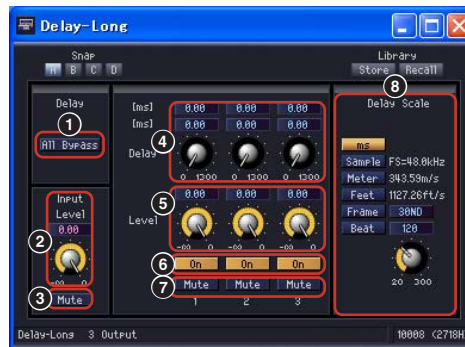 Delay-Long
Snap
A B C D
Library
Store Recall
8
Delay
1
All Bypass
Input
Level
2
0.00
-∞ 0
3
Mute
[ms] 0.00 0.00 0.00
[ms] 0.00 0.00 0.00
Delay
4
0 1300 0 1300 0 1300
5
0.00 0.00 0.00
Level
-∞ 0 -∞ 0 -∞ 0
6
On On On
7
Mute Mute Mute
1 2 3
Delay Scale
ms
Sample FS=48.0kHz
Meter 343.59m/s
Feet 1127.26ft/s
Frame 30ND
Beat 120
20 300
Delay-Long 3 Output
10008 (2718H